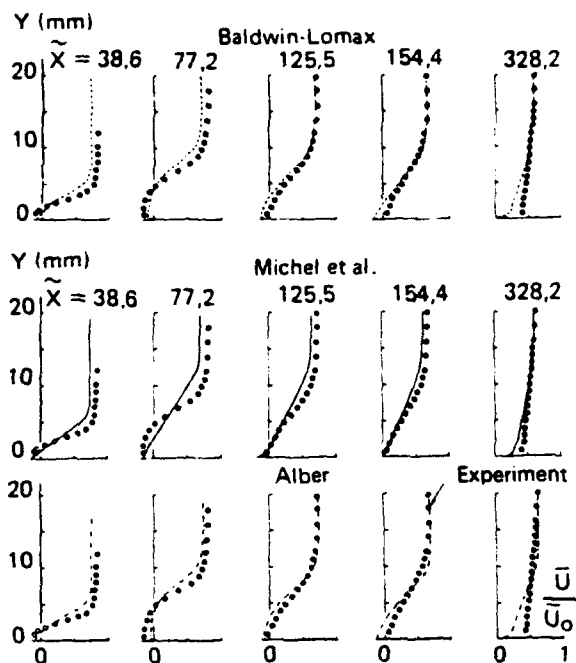 Y (mm)
Baldwin-Lomax
x̃ = 38,6 77,2 125,5 154,4 328,2
20
10
0
Y (mm)
Michel et al.
x̃ = 38,6 77,2 125,5 154,4 328,2
20
10
0
Alber Experiment
20
10
0
0 0 0 0 0 1
U̅
U̅₀